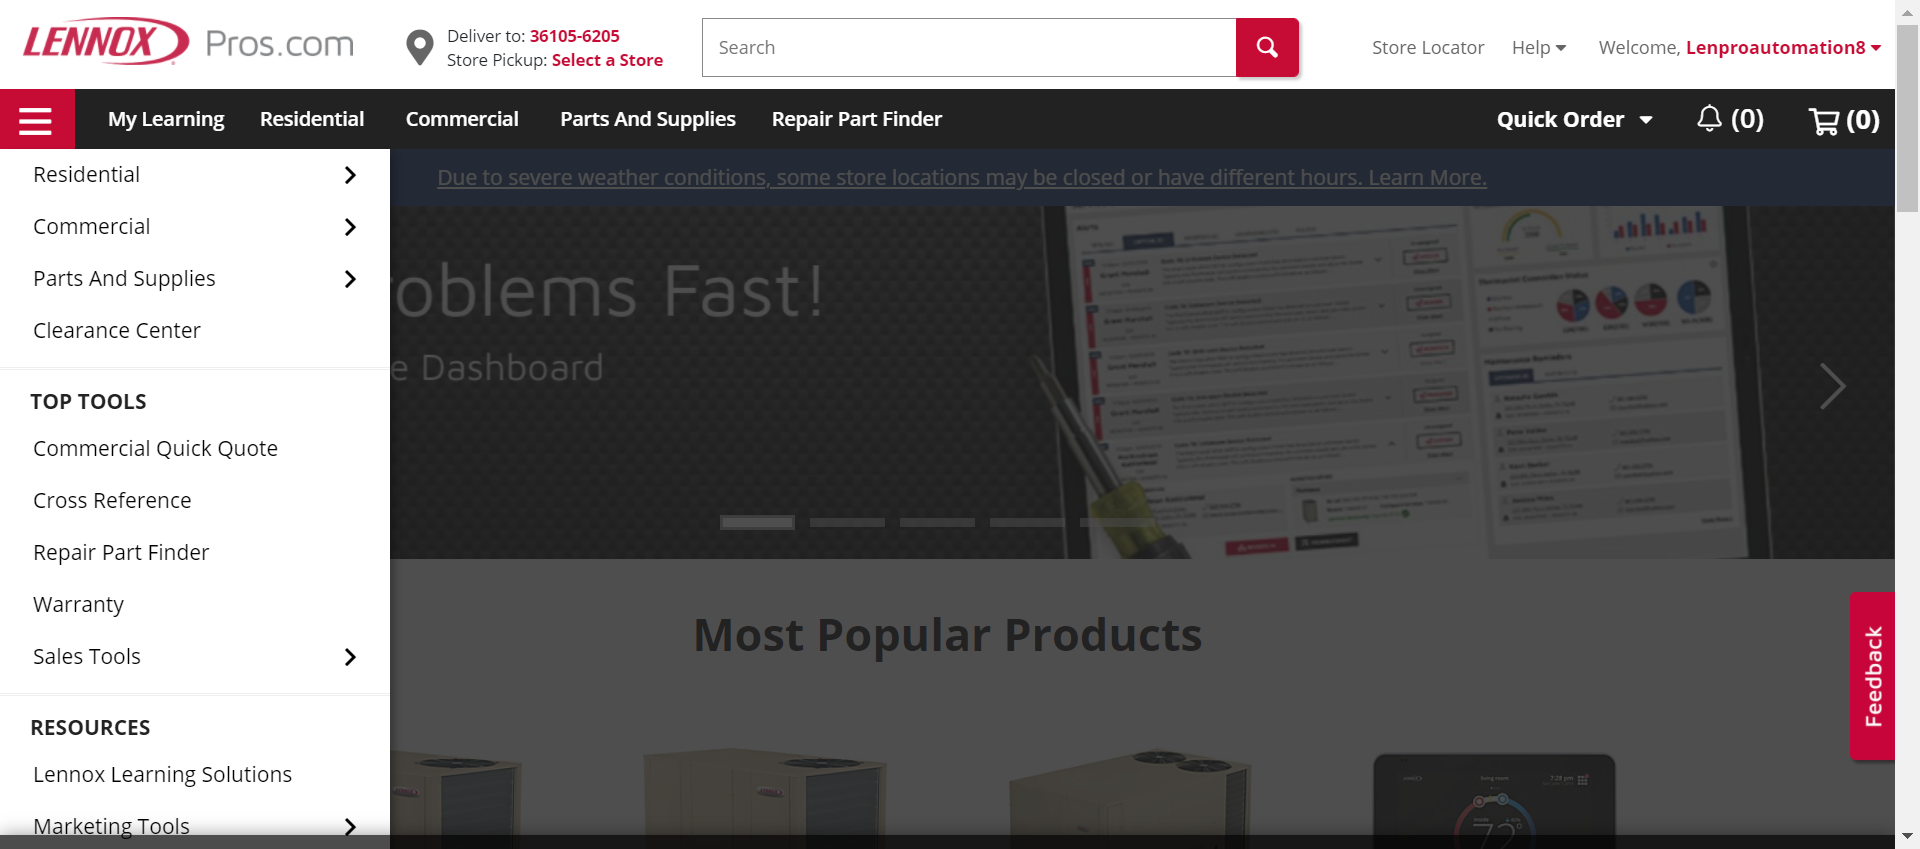 LENNOX Pros.com
Deliver to: 36105-6205
Store Pickup: Select a Store
Search
Store Locator
Help
Welcome, Lenproautomation8
My Learning
Residential
Commercial
Parts And Supplies
Repair Part Finder
Quick Order
(0)
(0)
Due to severe weather conditions, some store locations may be closed or have different hours. Learn More.
Residential
Commercial
Parts And Supplies
Clearance Center
TOP TOOLS
Commercial Quick Quote
Cross Reference
Repair Part Finder
Warranty
Sales Tools
RESOURCES
Lennox Learning Solutions
Marketing Tools
roblems Fast!
e Dashboard
Most Popular Products
Feedback
72°